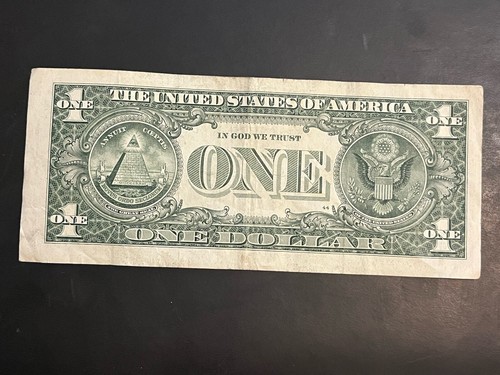 1 ONE
THE UNITED STATES OF AMERICA
1 ONE
ANNUIT CŒPTIS
IN GOD WE TRUST
ONE
1 ONE
ONE DOLLAR
1 ONE